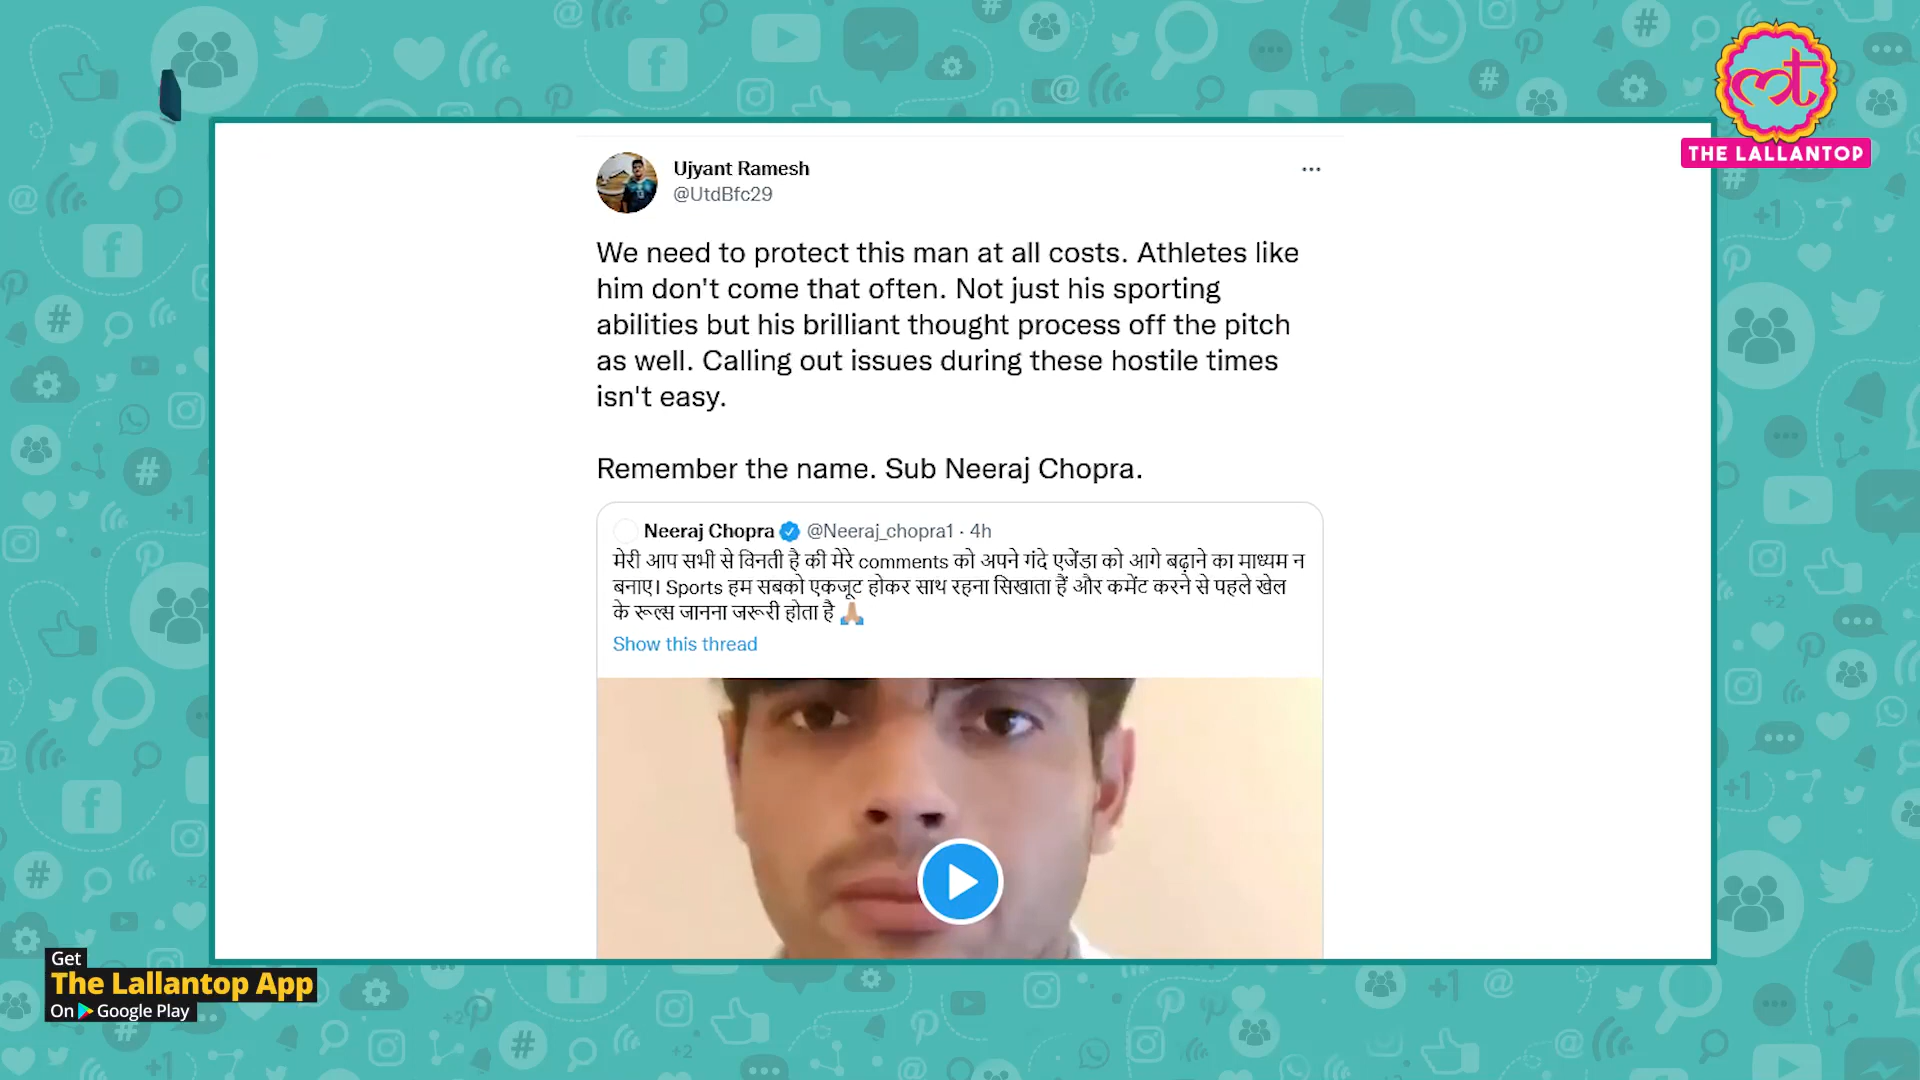 THE LALLANTOP
Ujyant Ramesh
@UtdBfc29
We need to protect this man at all costs. Athletes like
him don't come that often. Not just his sporting
abilities but his brilliant thought process off the pitch
as well. Calling out issues during these hostile times
isn't easy.
Remember the name. Sub Neeraj Chopra.
Neeraj Chopra @Neeraj_chopra1 · 4h
मेरी आप सभी से विनती है की मेरे comments को अपने गंदे एजेंडा को आगे बढ़ाने का माध्यम न
बनाए। Sports हम सबको एकजूट होकर साथ रहना सिखाता हैं और कमेंट करने से पहले खेल
के रूल्स जानना जरूरी होता है 🙏🏽
Show this thread
Get
The Lallantop App
On Google Play